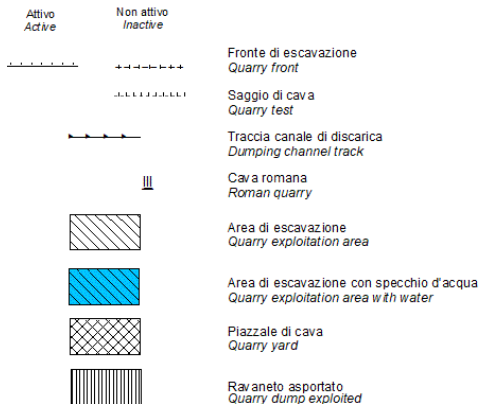 Attivo
Active
Non attivo
Inactive
Fronte di escavazione
Quarry front
Saggio di cava
Quarry test
Traccia canale di discarica
Dumping channel track
Cava romana
Roman quarry
Area di escavazione
Quarry exploitation area
Area di escavazione con specchio d'acqua
Quarry exploitation area with water
Piazzale di cava
Quarry yard
Ravaneto asportato
Quarry dump exploited